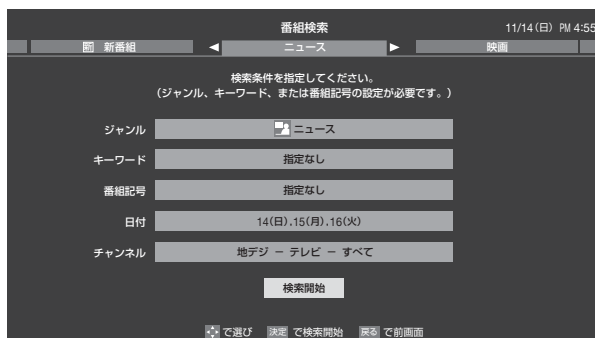 番組検索 11/14(日) PM 4:55
新 新番組 ◀ ニュース ▶ 映画
検索条件を指定してください。
(ジャンル、キーワード、または番組記号の設定が必要です。)
ジャンル ニュース
キーワード 指定なし
番組記号 指定なし
日付 14(日),15(月),16(火)
チャンネル 地デジ － テレビ － すべて
検索開始
で選び 決定 で検索開始 戻る で前画面